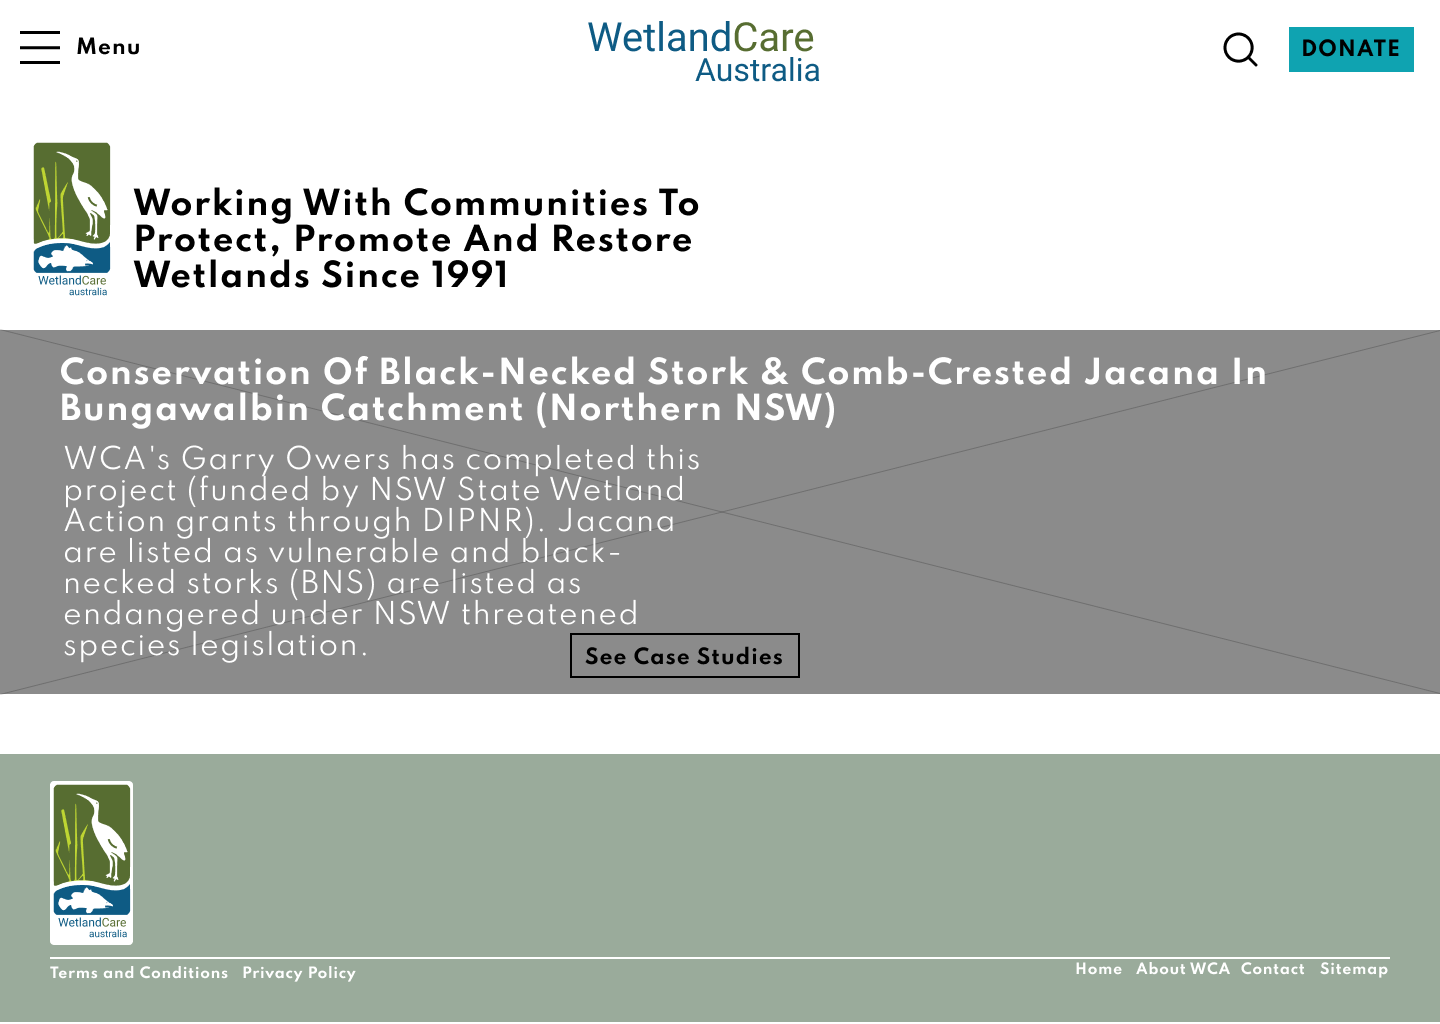 Menu
WetlandCare
Australia
DONATE
WetlandCare
australia
Working With Communities To
Protect, Promote And Restore
Wetlands Since 1991
Conservation Of Black-Necked Stork & Comb-Crested Jacana In
Bungawalbin Catchment (Northern NSW)
WCA's Garry Owers has completed this
project (funded by NSW State Wetland
Action grants through DIPNR). Jacana
are listed as vulnerable and black-
necked storks (BNS) are listed as
endangered under NSW threatened
species legislation.
See Case Studies
WetlandCare
australia
Terms and Conditions Privacy Policy
Home About WCA Contact Sitemap